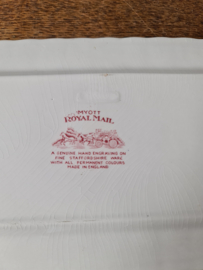 MYOTT
ROYAL MAIL
A GENUINE HAND ENGRAVING ON
FINE STAFFORDSHIRE WARE
WITH ALL PERMANENT COLOURS
MADE IN ENGLAND